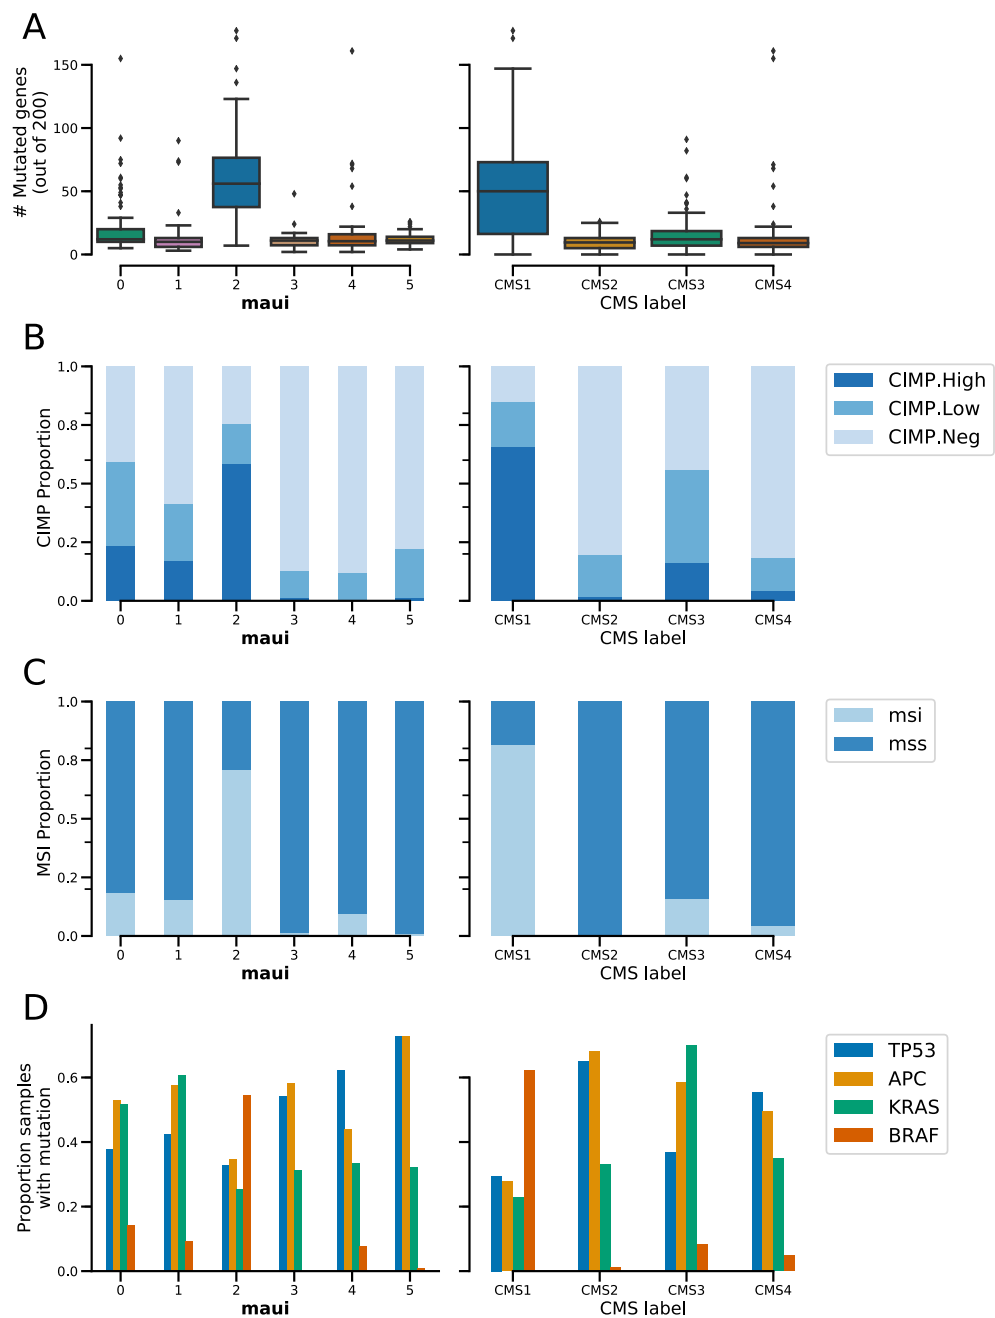 A
# Mutated genes
(out of 200)
150
100
50
0
0 1 2 3 4 5
maui
CMS1 CMS2 CMS3 CMS4
CMS label
B
CIMP Proportion
1.0
0.8
0.5
0.2
0.0
0 1 2 3 4 5
maui
CMS1 CMS2 CMS3 CMS4
CMS label
CIMP.High
CIMP.Low
CIMP.Neg
C
MSI Proportion
1.0
0.8
0.5
0.2
0.0
0 1 2 3 4 5
maui
CMS1 CMS2 CMS3 CMS4
CMS label
msi
mss
D
Proportion samples
with mutation
0.6
0.4
0.2
0.0
0 1 2 3 4 5
maui
CMS1 CMS2 CMS3 CMS4
CMS label
TP53
APC
KRAS
BRAF